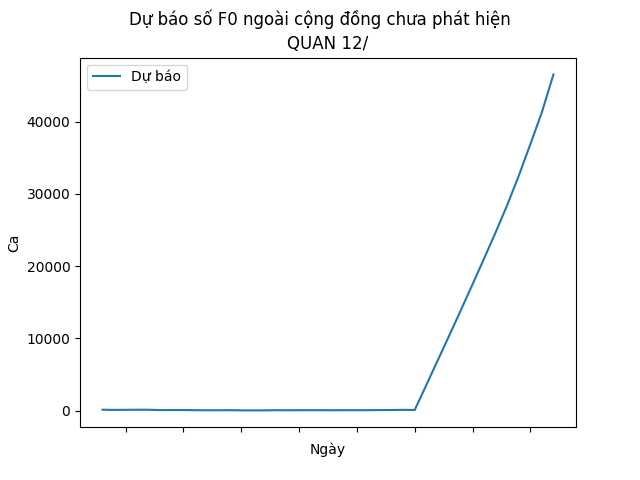 Dự báo số F0 ngoài cộng đồng chưa phát hiện
QUAN 12/
Dự báo
40000
30000
20000
10000
0
Ca
Ngày